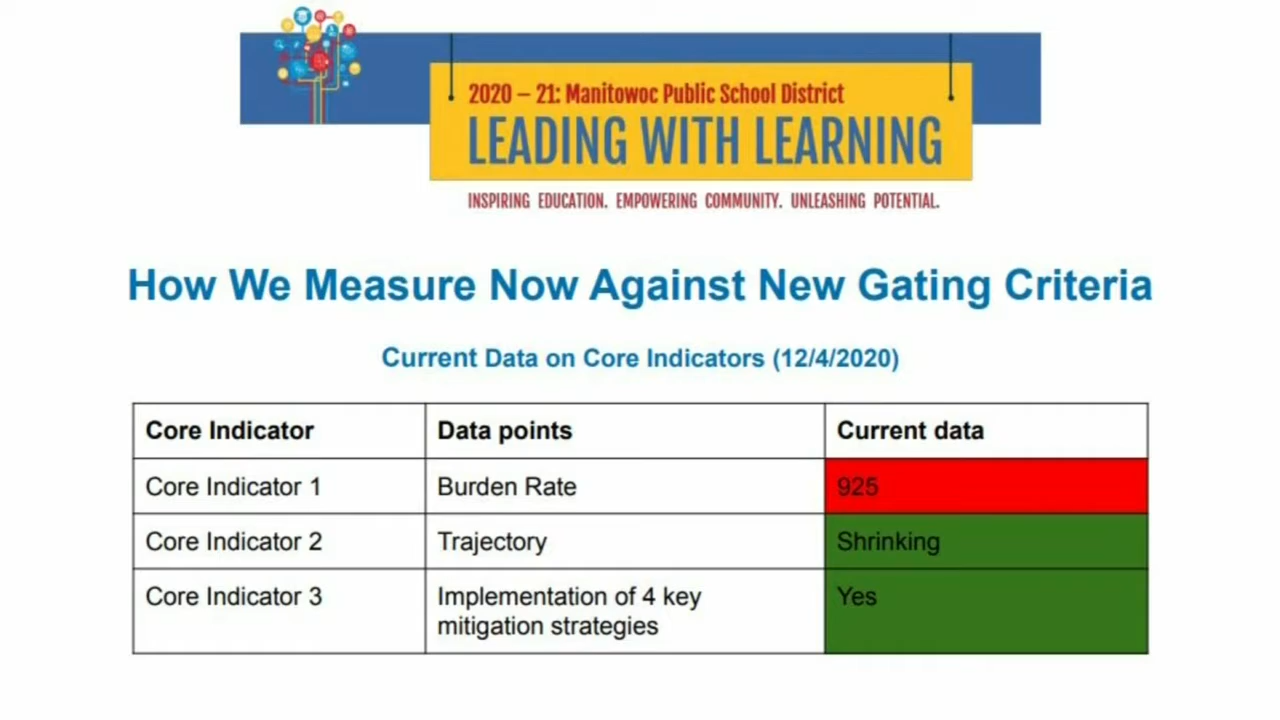 2020 – 21: Manitowoc Public School District
LEADING WITH LEARNING
INSPIRING EDUCATION. EMPOWERING COMMUNITY. UNLEASHING POTENTIAL.
How We Measure Now Against New Gating Criteria
Current Data on Core Indicators (12/4/2020)
Core Indicator Data points Current data
Core Indicator 1 Burden Rate 925
Core Indicator 2 Trajectory Shrinking
Core Indicator 3 Implementation of 4 key Yes
mitigation strategies